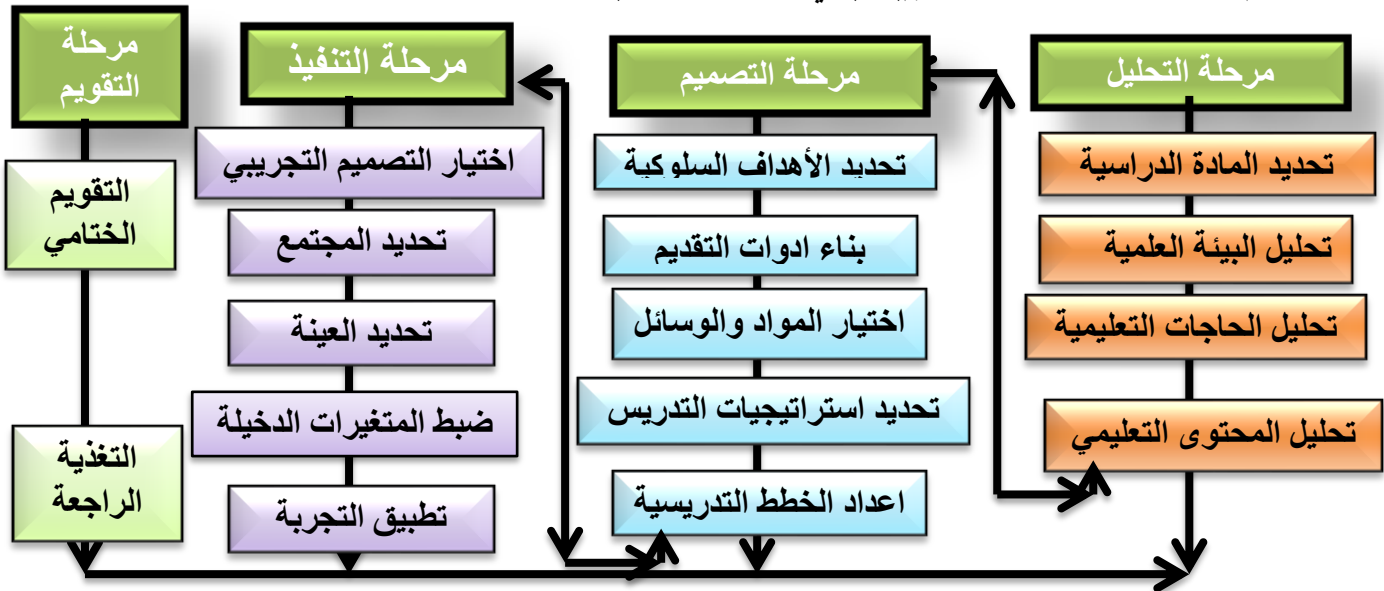 مرحلة التحليل
تحديد المادة الدراسية
تحليل البيئة العلمية
تحليل الحاجات التعليمية
تحليل المحتوى التعليمي
مرحلة التصميم
تحديد الأهداف السلوكية
بناء ادوات التقديم
اختيار المواد والوسائل
تحديد استراتيجيات التدريس
اعداد الخطط التدريسية
مرحلة التنفيذ
اختيار التصميم التجريبي
تحديد المجتمع
تحديد العينة
ضبط المتغيرات الدخيلة
تطبيق التجربة
مرحلة
التقويم
التقويم
الختامي
التغذية
الراجعة